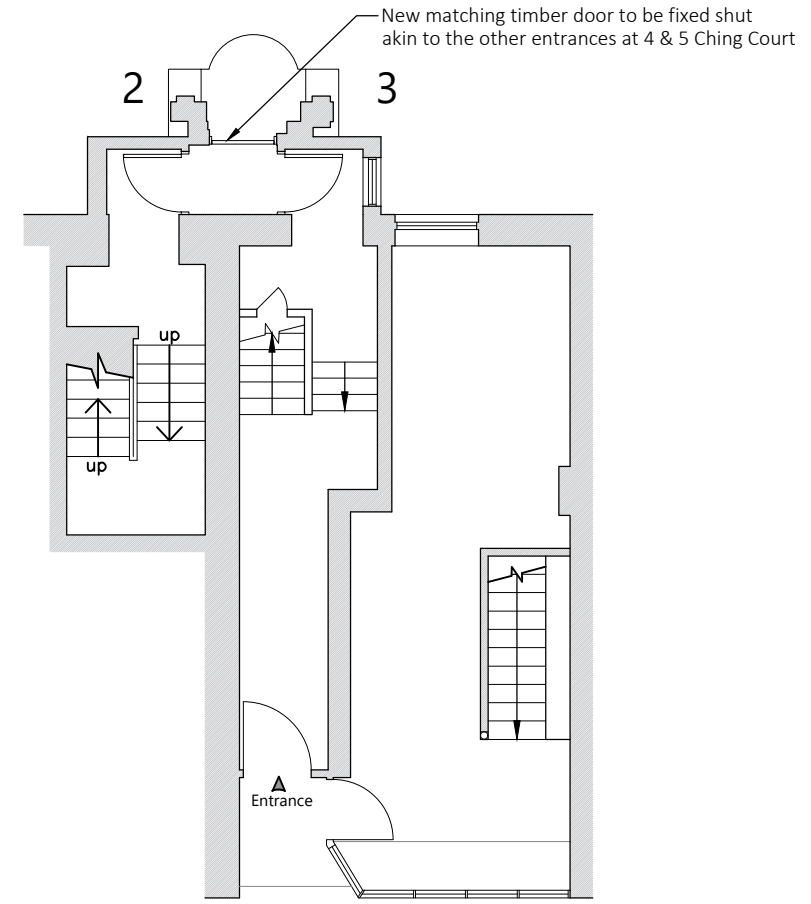 New matching timber door to be fixed shut
akin to the other entrances at 4 & 5 Ching Court
2
3
up
up
Entrance